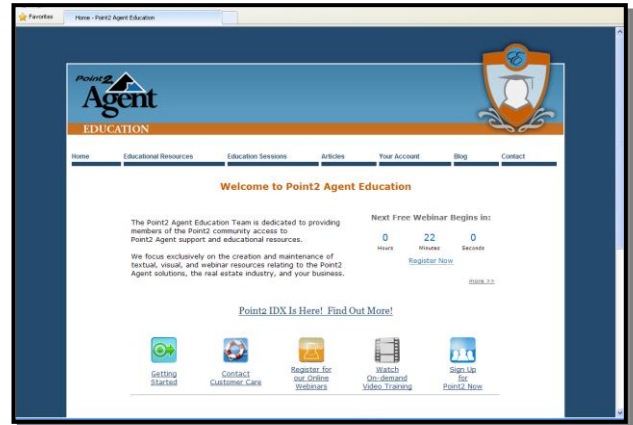 Favorites
Home - Point2 Agent Education
Point2
Agent
EDUCATION
Home Educational Resources Education Sessions Articles Your Account Blog Contact
Welcome to Point2 Agent Education
The Point2 Agent Education Team is dedicated to providing
members of the Point2 community access to
Point2 Agent support and educational resources.
We focus exclusively on the creation and maintenance of
textual, visual, and webinar resources relating to the Point2
Agent solutions, the real estate industry, and your business.
Next Free Webinar Begins in:
0 22 0
Hours Minutes Seconds
Register Now
more >>
Point2 IDX Is Here! Find Out More!
Getting
Started
Contact
Customer Care
Register for
our Online
Webinars
Watch
On-demand
Video Training
Sign Up
for
Point2 Now